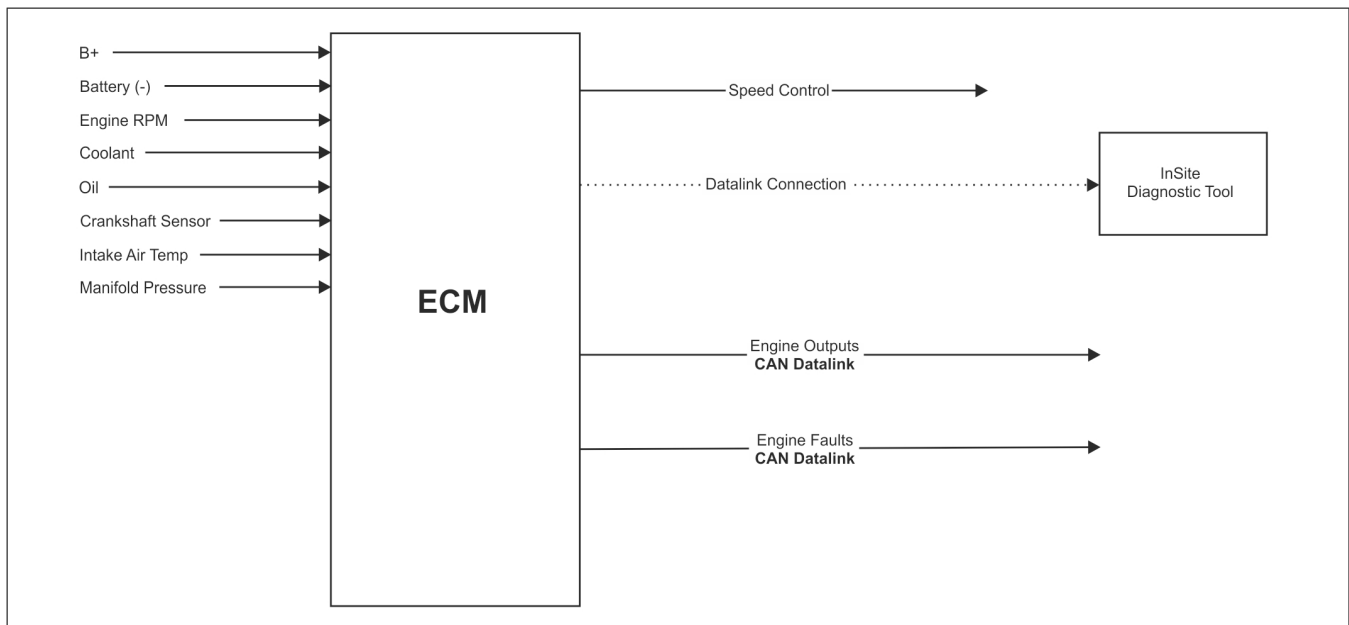 B+
Battery (-)
Engine RPM
Coolant
Oil
Crankshaft Sensor
Intake Air Temp
Manifold Pressure
ECM
Speed Control
Datalink Connection
InSite
Diagnostic Tool
Engine Outputs
CAN Datalink
Engine Faults
CAN Datalink